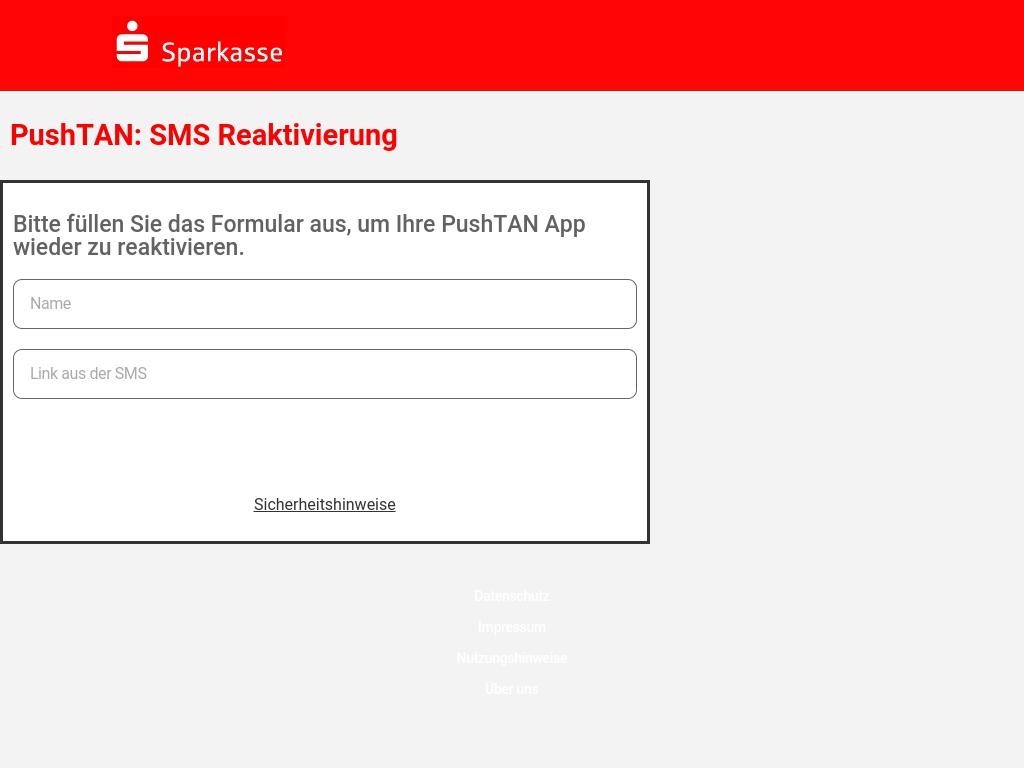 Sparkasse
PushTAN: SMS Reaktivierung
Bitte füllen Sie das Formular aus, um Ihre PushTAN App
wieder zu reaktivieren.
Name
Link aus der SMS
Sicherheitshinweise
Datenschutz
Impressum
Nutzungshinweise
Über uns